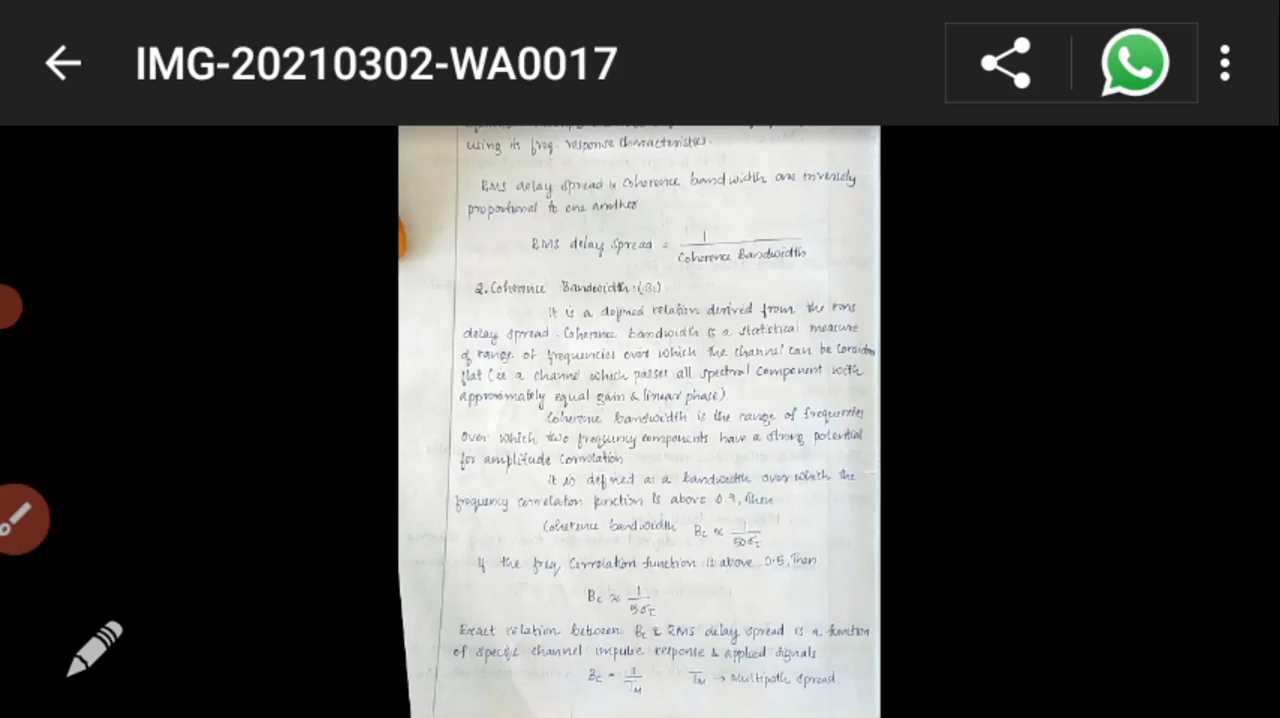 IMG-20210302-WA0017
using its freq. response characteristics.
RMS delay spread & coherence bandwidth are inversely
proportional to one another
RMS delay spread = 1 / Coherence Bandwidth
2. Coherence Bandwidth: (Bc)
It is a defined relation derived from the rms
delay spread. Coherence bandwidth is a statistical measure
of range of frequencies over which the channel can be consider
flat (ie a channel which passes all spectral component with
approximately equal gain & linear phase)
Coherence bandwidth is the range of frequencies
over which two frequency components have a strong potential
for amplitude correlation
It is defined as a bandwidth over which the
frequency correlation function is above 0.9, then
Coherence bandwidth Bc ≈ 1 / 50στ
If the freq. correlation function is above 0.5, then
Bc ≈ 1 / 5στ
Exact relation between Bc & RMS delay spread is a function
of specific channel impulse response & applied signals.
Bc = 1 / TM TM → Multipath spread.